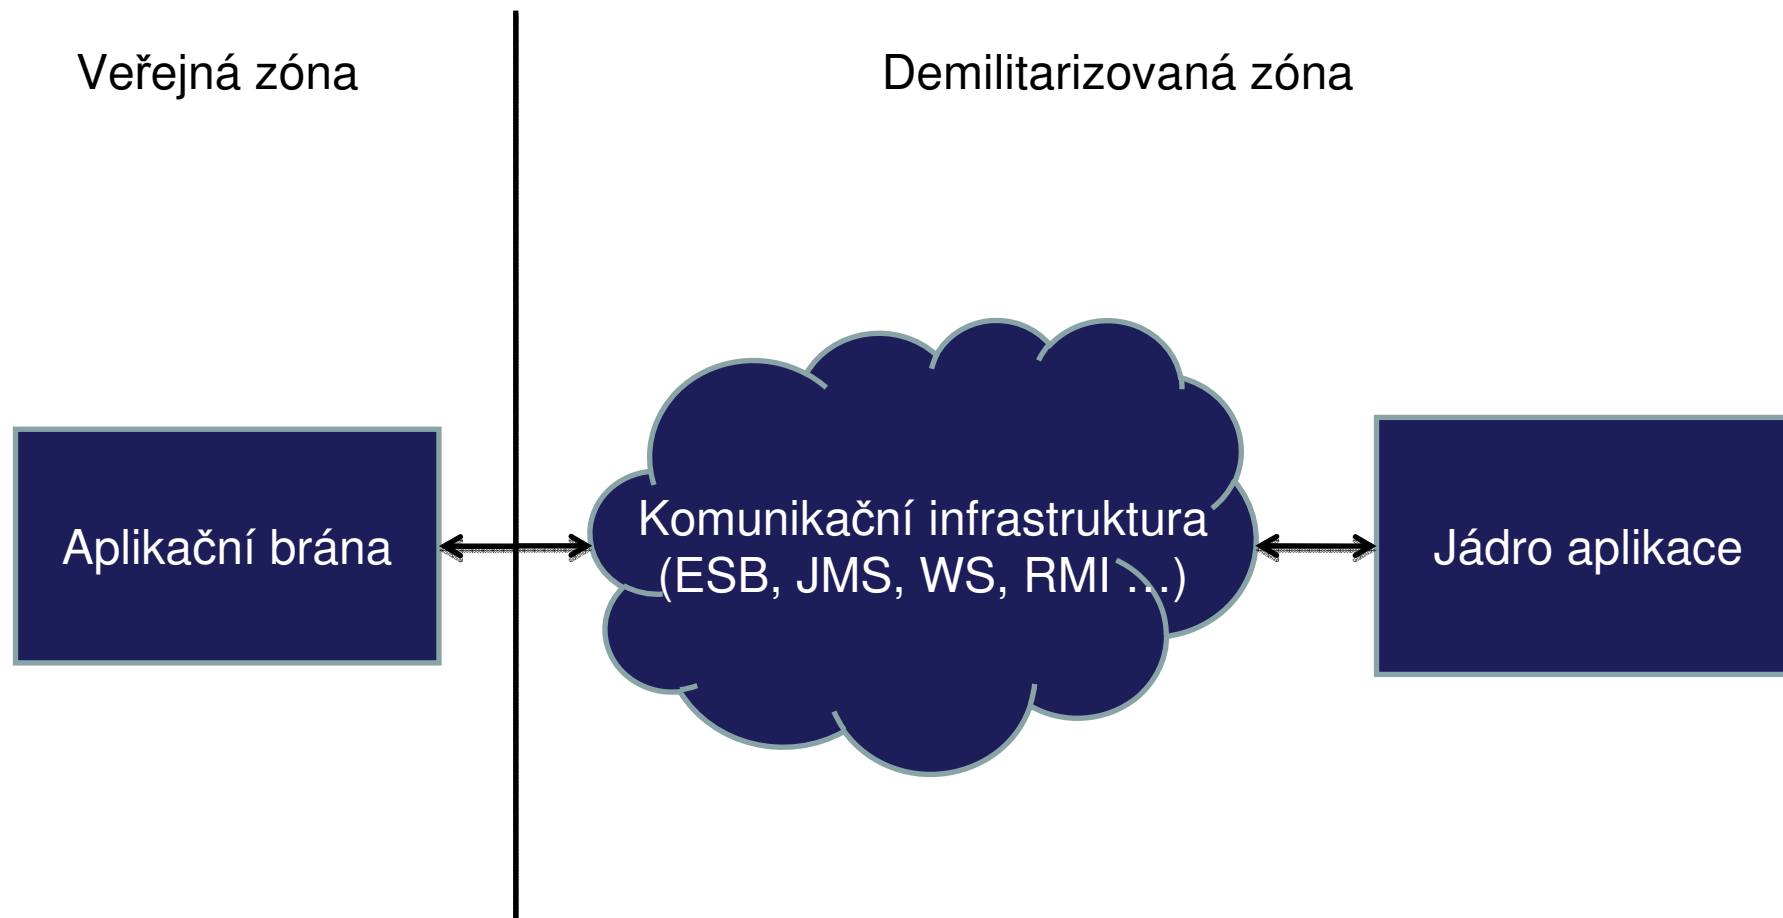 Veřejná zóna
Demilitarizovaná zóna
Aplikační brána
Komunikační infrastruktura
(ESB, JMS, WS, RMI …)
Jádro aplikace